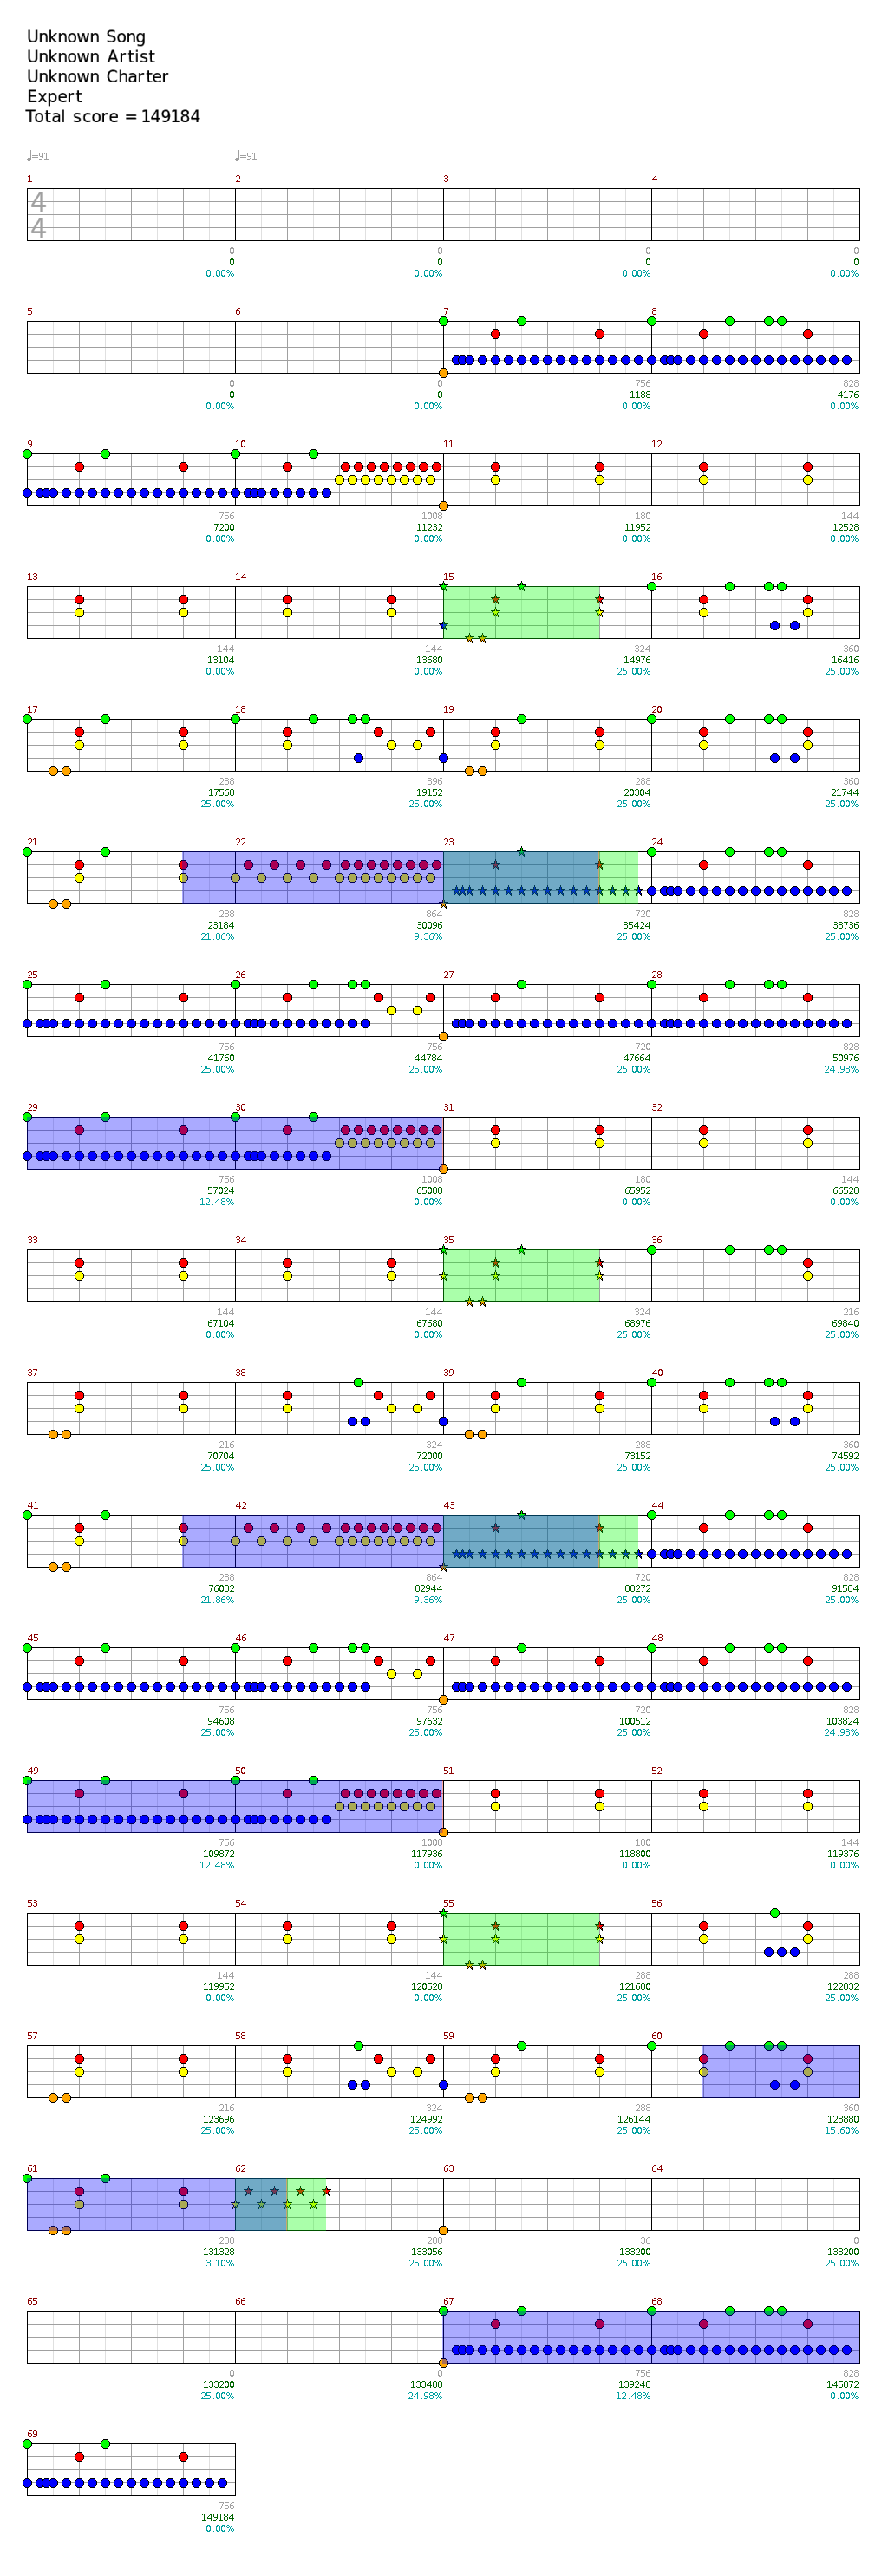 Unknown Song
Unknown Artist
Unknown Charter
Expert
Total score = 149184
♩=91 ♩=91
1 2 3 4
4
4
0 0 0 0
0 0 0 0
0.00% 0.00% 0.00% 0.00%
5 6 7 8
0 0 756 828
0 0 1188 4176
0.00% 0.00% 0.00% 0.00%
9 10 11 12
756 1008 180 144
7200 11232 11952 12528
0.00% 0.00% 0.00% 0.00%
13 14 15 16
144 144 324 360
13104 13680 14976 16416
0.00% 0.00% 25.00% 25.00%
17 18 19 20
288 396 288 360
17568 19152 20304 21744
25.00% 25.00% 25.00% 25.00%
21 22 23 24
288 864 720 828
23184 30096 35424 38736
21.86% 9.36% 25.00% 25.00%
25 26 27 28
756 756 720 828
41760 44784 47664 50976
25.00% 25.00% 25.00% 24.98%
29 30 31 32
756 1008 180 144
57024 65088 65952 66528
12.48% 0.00% 0.00% 0.00%
33 34 35 36
144 144 324 216
67104 67680 68976 69840
0.00% 0.00% 25.00% 25.00%
37 38 39 40
216 324 288 360
70704 72000 73152 74592
25.00% 25.00% 25.00% 25.00%
41 42 43 44
288 864 720 828
76032 82944 88272 91584
21.86% 9.36% 25.00% 25.00%
45 46 47 48
756 756 720 828
94608 97632 100512 103824
25.00% 25.00% 25.00% 24.98%
49 50 51 52
756 1008 180 144
109872 117936 118800 119376
12.48% 0.00% 0.00% 0.00%
53 54 55 56
144 144 288 288
119952 120528 121680 122832
0.00% 0.00% 25.00% 25.00%
57 58 59 60
216 324 288 360
123696 124992 126144 128880
25.00% 25.00% 25.00% 15.60%
61 62 63 64
288 288 36 0
131328 133056 133200 133200
3.10% 25.00% 25.00% 25.00%
65 66 67 68
0 0 756 828
133200 133488 139248 145872
25.00% 24.98% 12.48% 0.00%
69
756
149184
0.00%